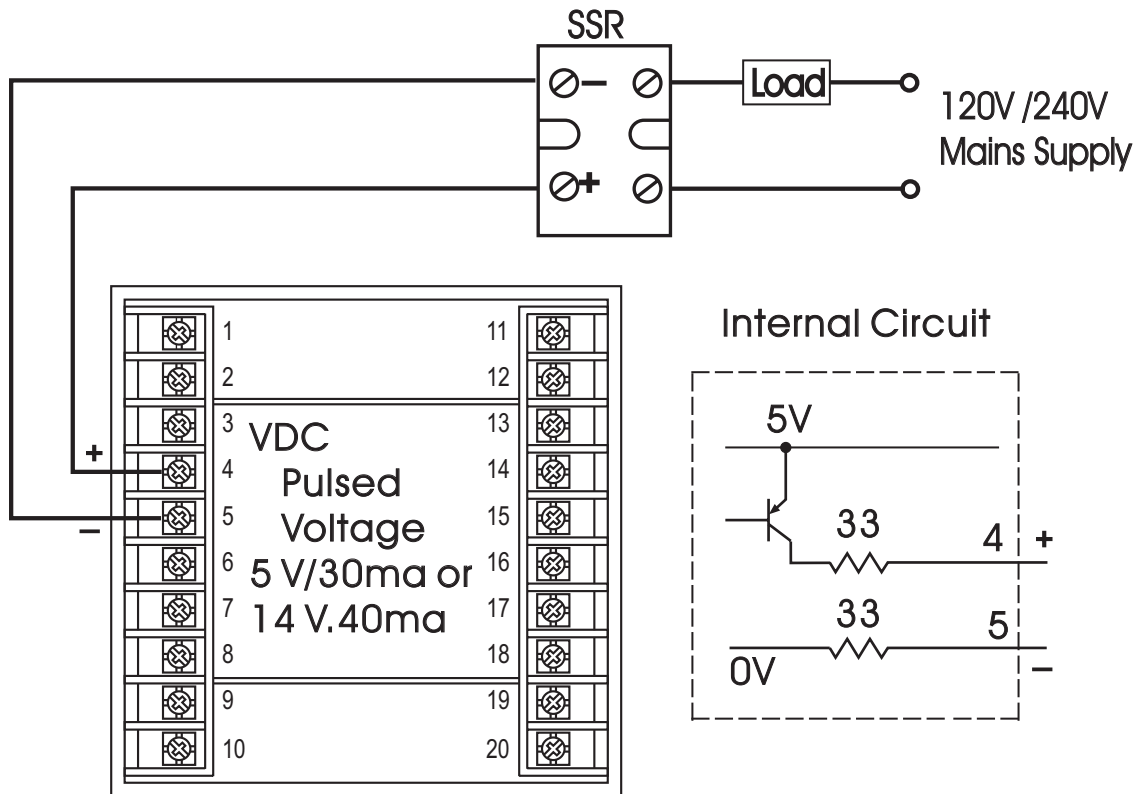 SSR
−
+
Load
120V /240V
Mains Supply
+
−
1
2
3
4
5
6
7
8
9
10
VDC
Pulsed
Voltage
5 V/30ma or
14 V.40ma
11
12
13
14
15
16
17
18
19
20
Internal Circuit
5V
33
4 +
33
5
0V
−